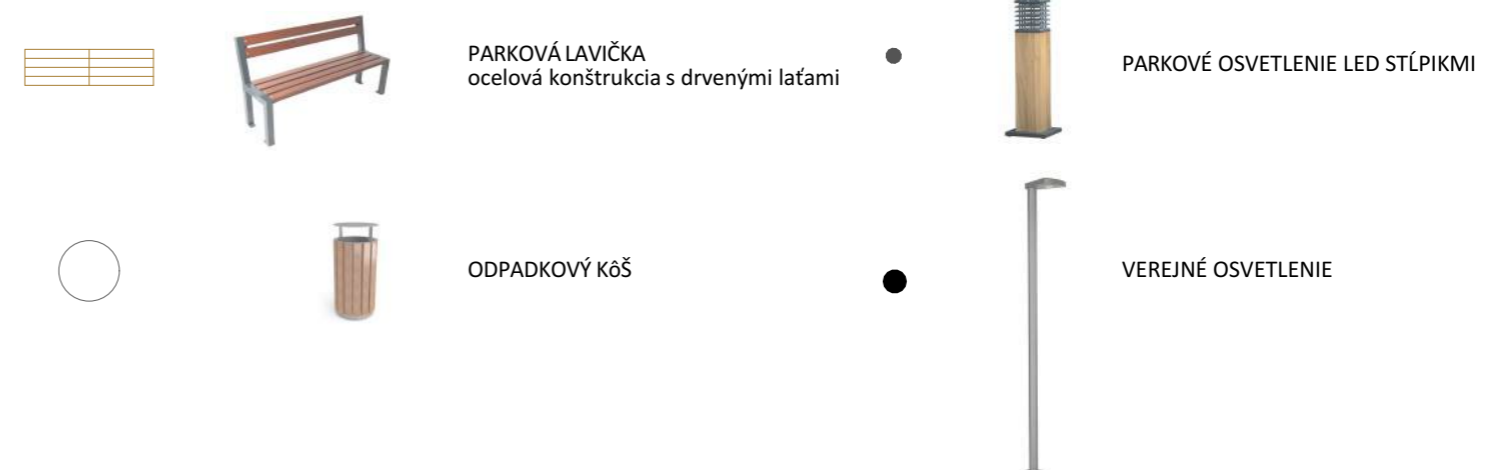 PARKOVÁ LAVIČKA
ocelová konštrukcia s drvenými laťami
PARKOVÉ OSVETLENIE LED STĹPIKMI
ODPADKOVÝ KôŠ
VEREJNÉ OSVETLENIE